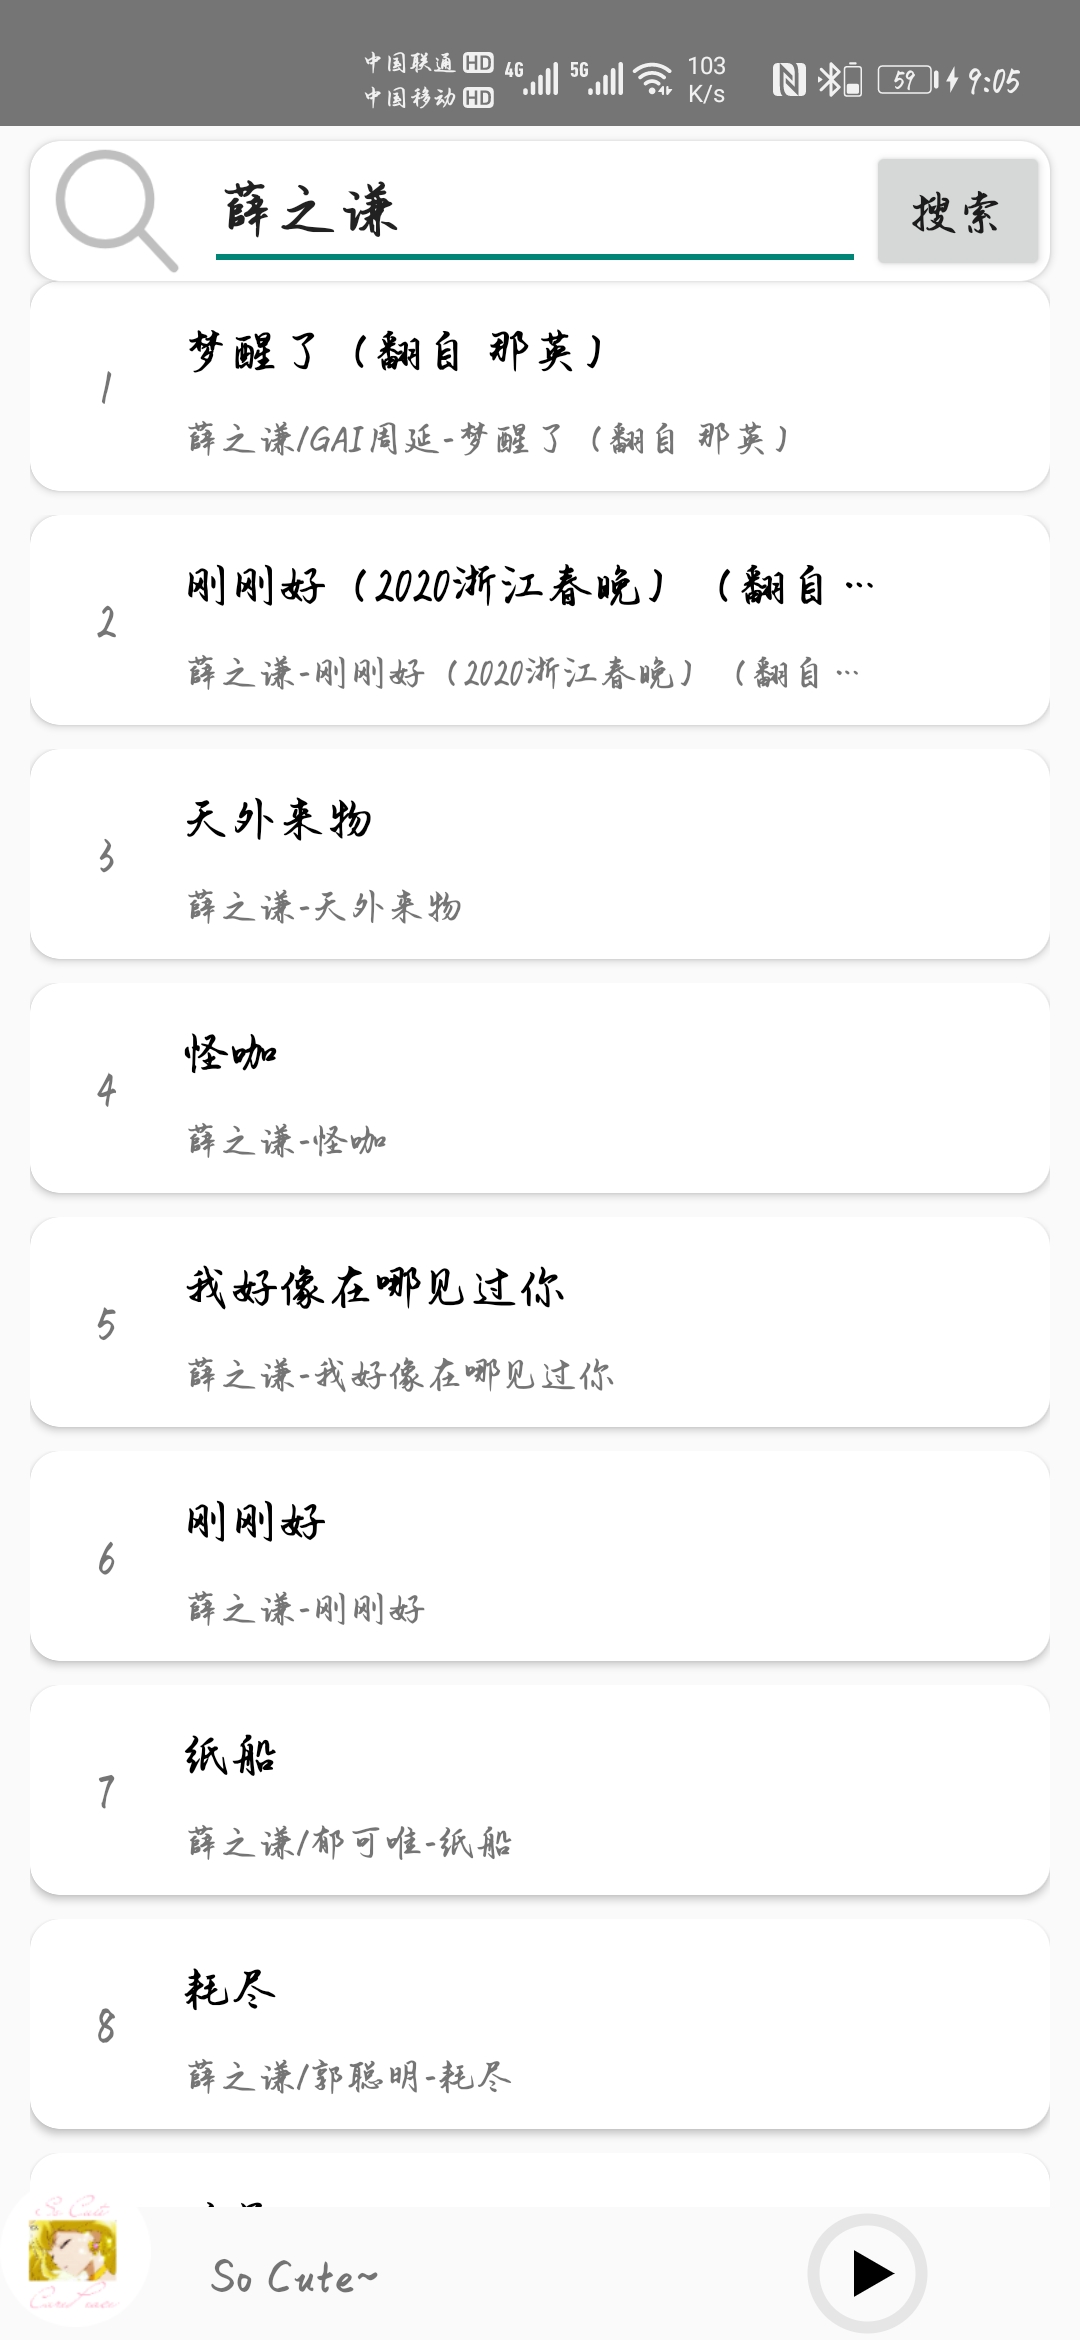 中国联通 HD 4G 5G 103 K/s 59 9:05
中国移动 HD
薛之谦 搜索
1
梦醒了（翻自 那英）
薛之谦/GAI周延-梦醒了（翻自 那英）
2
刚刚好（2020浙江春晚）（翻自 …
薛之谦-刚刚好（2020浙江春晚）（翻自 …
3
天外来物
薛之谦-天外来物
4
怪咖
薛之谦-怪咖
5
我好像在哪见过你
薛之谦-我好像在哪见过你
6
刚刚好
薛之谦-刚刚好
7
纸船
薛之谦/郁可唯-纸船
8
耗尽
薛之谦/郭聪明-耗尽
So Cute
So Cute~